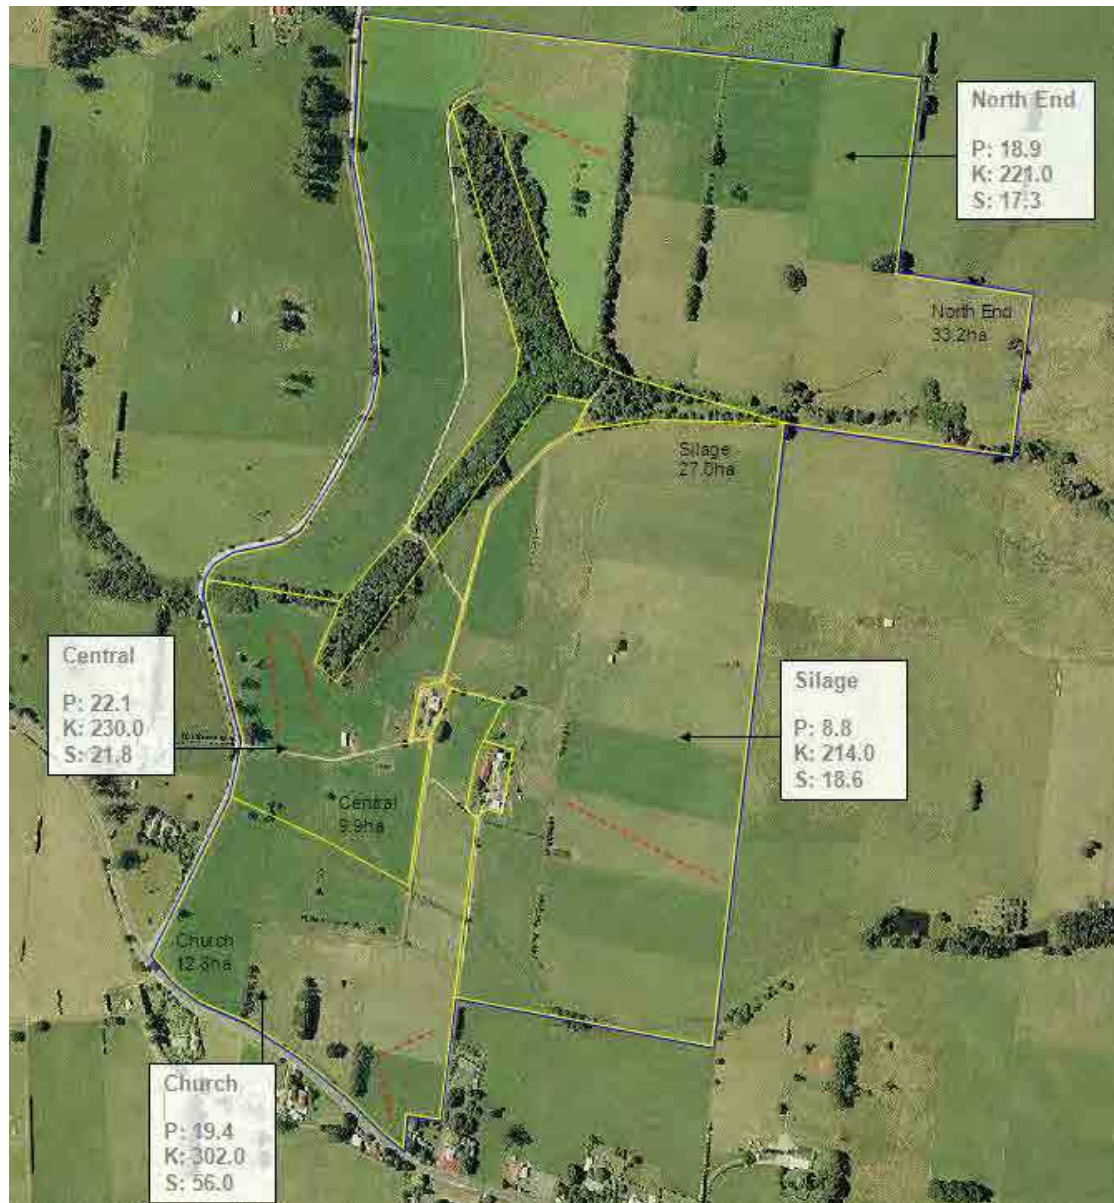 North End
P: 18.9
K: 221.0
S: 17.3
North End
33.2ha
Silage
27.0ha
Central
P: 22.1
K: 230.0
S: 21.8
Silage
P: 8.8
K: 214.0
S: 18.6
Central
9.9ha
Church
Church
P: 19.4
K: 302.0
S: 56.0